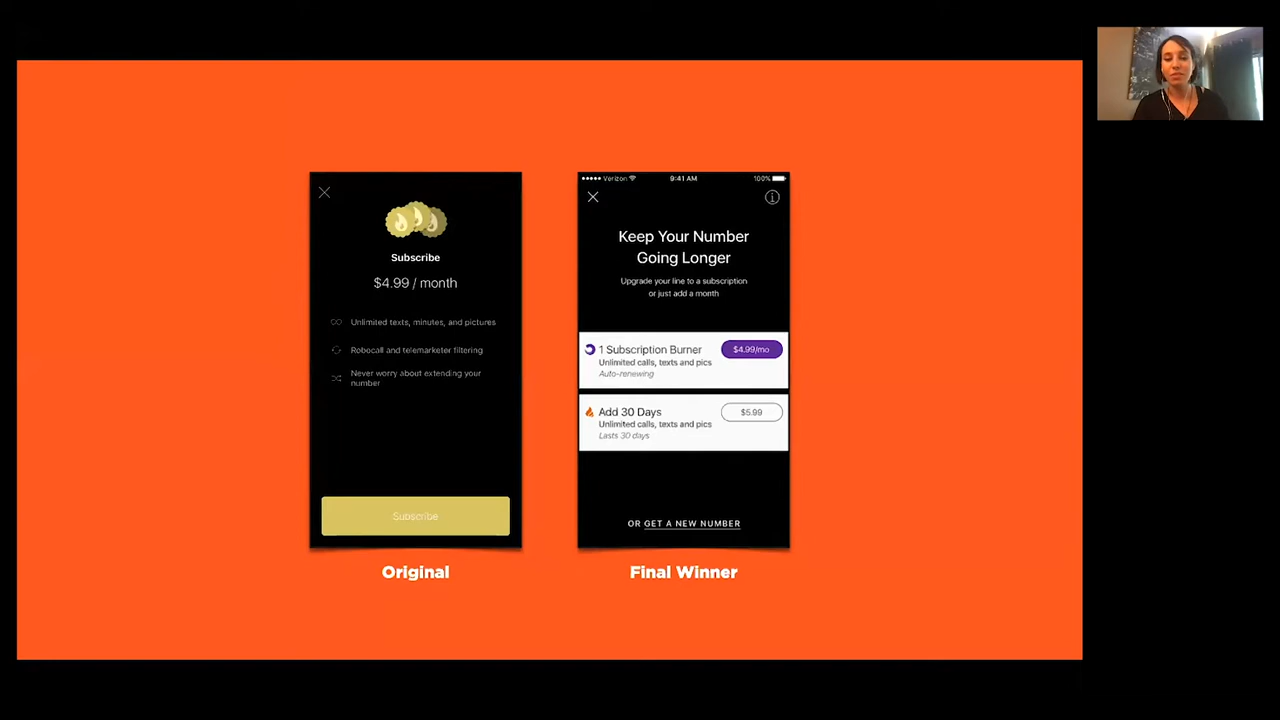 Subscribe
$4.99 / month
Unlimited texts, minutes, and pictures
Robocall and telemarketer filtering
Never worry about extending your
number
Subscribe
Original
Verizon
9:41 AM
100%
Keep Your Number
Going Longer
Upgrade your line to a subscription
or just add a month
1 Subscription Burner
$4.99/mo
Unlimited calls, texts and pics
Auto-renewing
Add 30 Days
$5.99
Unlimited calls, texts and pics
Lasts 30 days
OR GET A NEW NUMBER
Final Winner